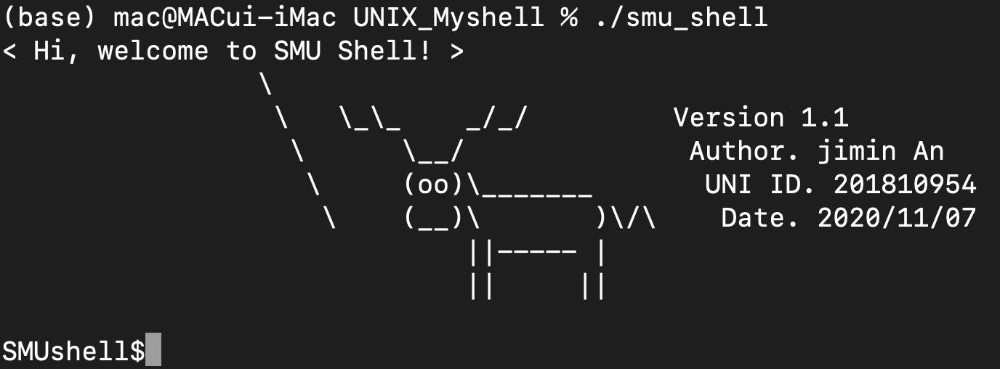 (base) mac@MACui-iMac UNIX_Myshell % ./smu_shell
< Hi, welcome to SMU Shell! >
                \
                 \   \_\_    _/_/         Version 1.1
                  \      \__/              Author. jimin An
                   \     (oo)\_______       UNI ID. 201810954
                    \    (__)\       )\/\    Date. 2020/11/07
                             ||----- |
                             ||     ||
SMUshell$